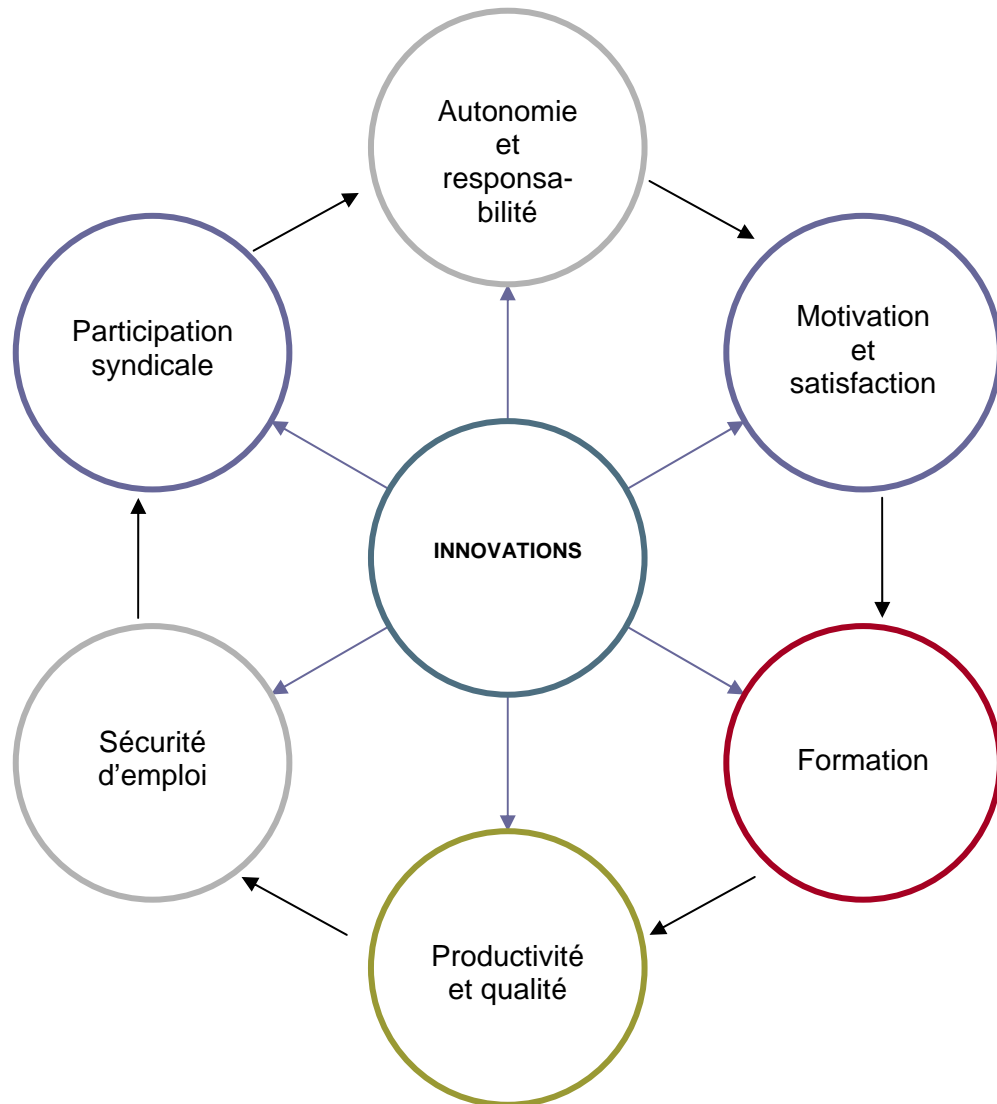 Autonomie
et
responsa-
bilité
Participation
syndicale
Motivation
et
satisfaction
INNOVATIONS
Sécurité
d’emploi
Formation
Productivité
et qualité